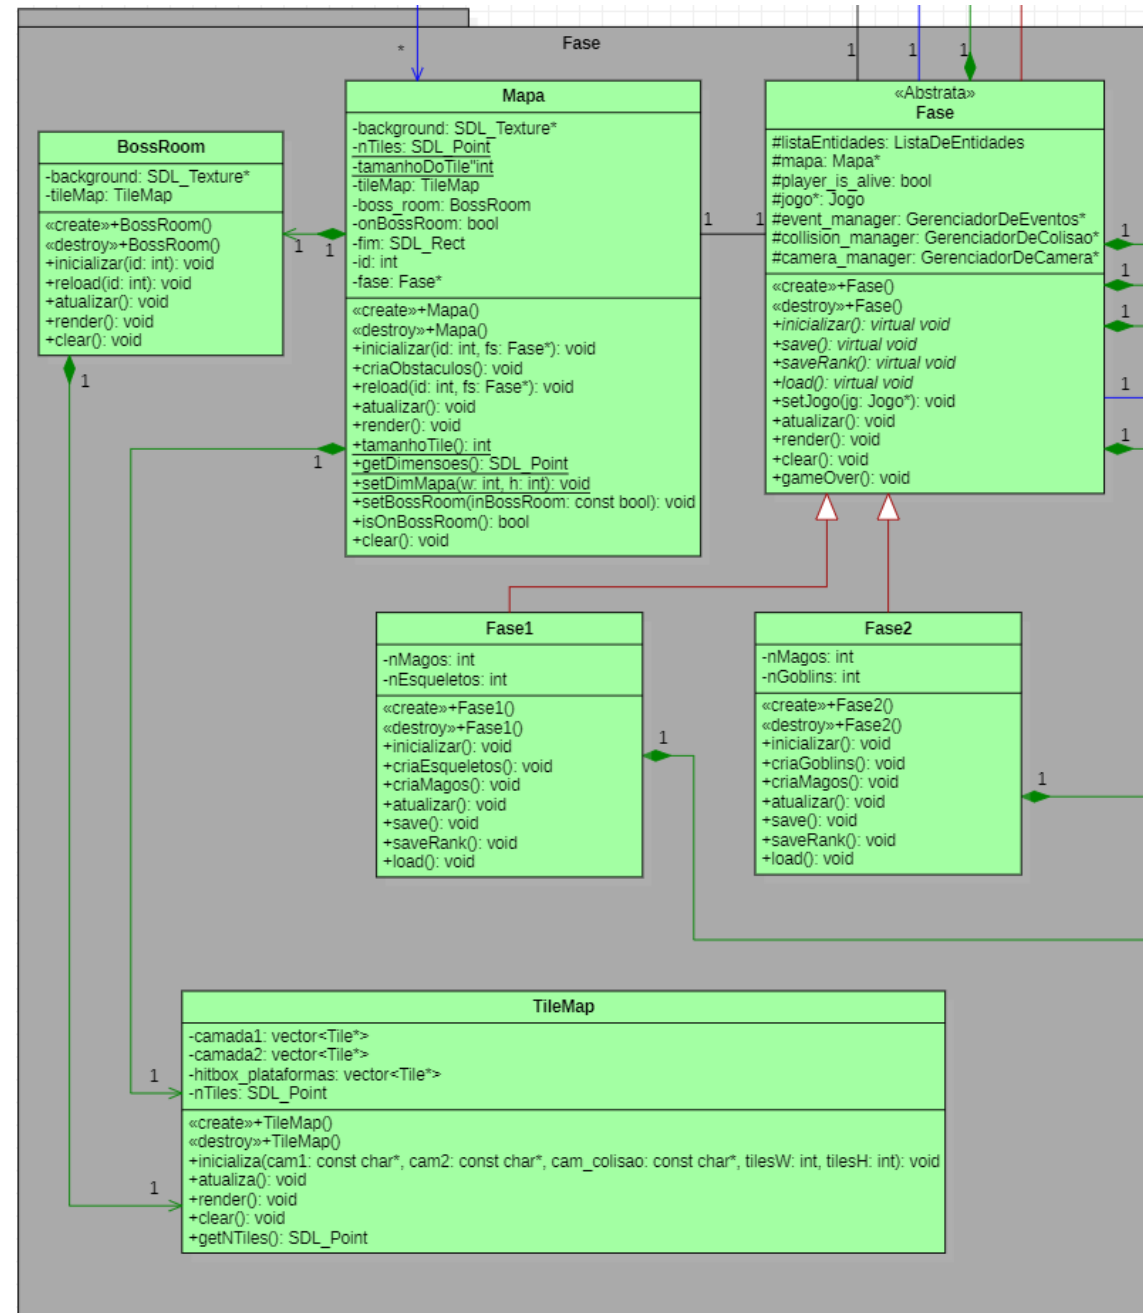 Fase
*
1
1
1
BossRoom
-background: SDL_Texture*
-tileMap: TileMap
«create»+BossRoom()
«destroy»+BossRoom()
+inicializar(id: int): void
+reload(id: int): void
+atualizar(): void
+render(): void
+clear(): void
1
1
1
Mapa
-background: SDL_Texture*
-nTiles: SDL_Point
-tamanhoDoTile"int
-tileMap: TileMap
-boss_room: BossRoom
-onBossRoom: bool
-fim: SDL_Rect
-id: int
-fase: Fase*
«create»+Mapa()
«destroy»+Mapa()
+inicializar(id: int, fs: Fase*): void
+criaObstaculos(): void
+reload(id: int, fs: Fase*): void
+atualizar(): void
+render(): void
+tamanhoTile(): int
+getDimensoes(): SDL_Point
+setDimMapa(w: int, h: int): void
+setBossRoom(inBossRoom: const bool): void
+isOnBossRoom(): bool
+clear(): void
1
1
1
«Abstrata»
Fase
#listaEntidades: ListaDeEntidades
#mapa: Mapa*
#player_is_alive: bool
#jogo*: Jogo
#event_manager: GerenciadorDeEventos*
#collision_manager: GerenciadorDeColisao*
#camera_manager: GerenciadorDeCamera*
«create»+Fase()
«destroy»+Fase()
+inicializar(): virtual void
+save(): virtual void
+saveRank(): virtual void
+load(): virtual void
+setJogo(jg: Jogo*): void
+atualizar(): void
+render(): void
+clear(): void
+gameOver(): void
1
1
1
1
1
Fase1
-nMagos: int
-nEsqueletos: int
«create»+Fase1()
«destroy»+Fase1()
+inicializar(): void
+criaEsqueletos(): void
+criaMagos(): void
+atualizar(): void
+save(): void
+saveRank(): void
+load(): void
1
Fase2
-nMagos: int
-nGoblins: int
«create»+Fase2()
«destroy»+Fase2()
+inicializar(): void
+criaGoblins(): void
+criaMagos(): void
+atualizar(): void
+save(): void
+saveRank(): void
+load(): void
1
TileMap
-camada1: vector<Tile*>
-camada2: vector<Tile*>
-hitbox_plataformas: vector<Tile*>
-nTiles: SDL_Point
«create»+TileMap()
«destroy»+TileMap()
+inicializa(cam1: const char*, cam2: const char*, cam_colisao: const char*, tilesW: int, tilesH: int): void
+atualiza(): void
+render(): void
+clear(): void
+getNTiles(): SDL_Point
1
1